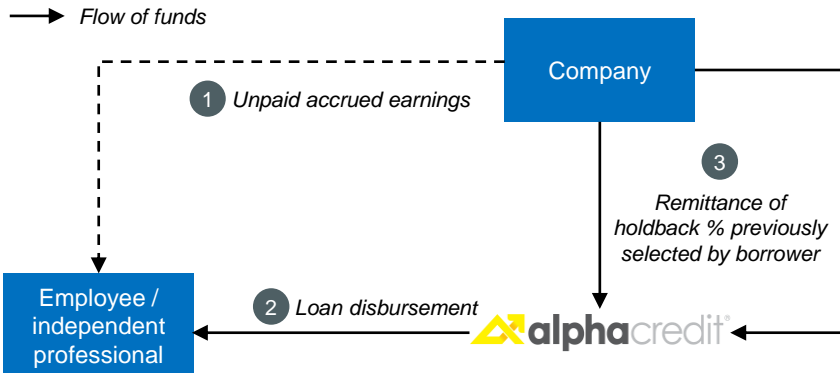 Flow of funds
Company
1 Unpaid accrued earnings
3
Remittance of
holdback % previously
selected by borrower
Employee /
independent
professional
2 Loan disbursement
alphacredit®